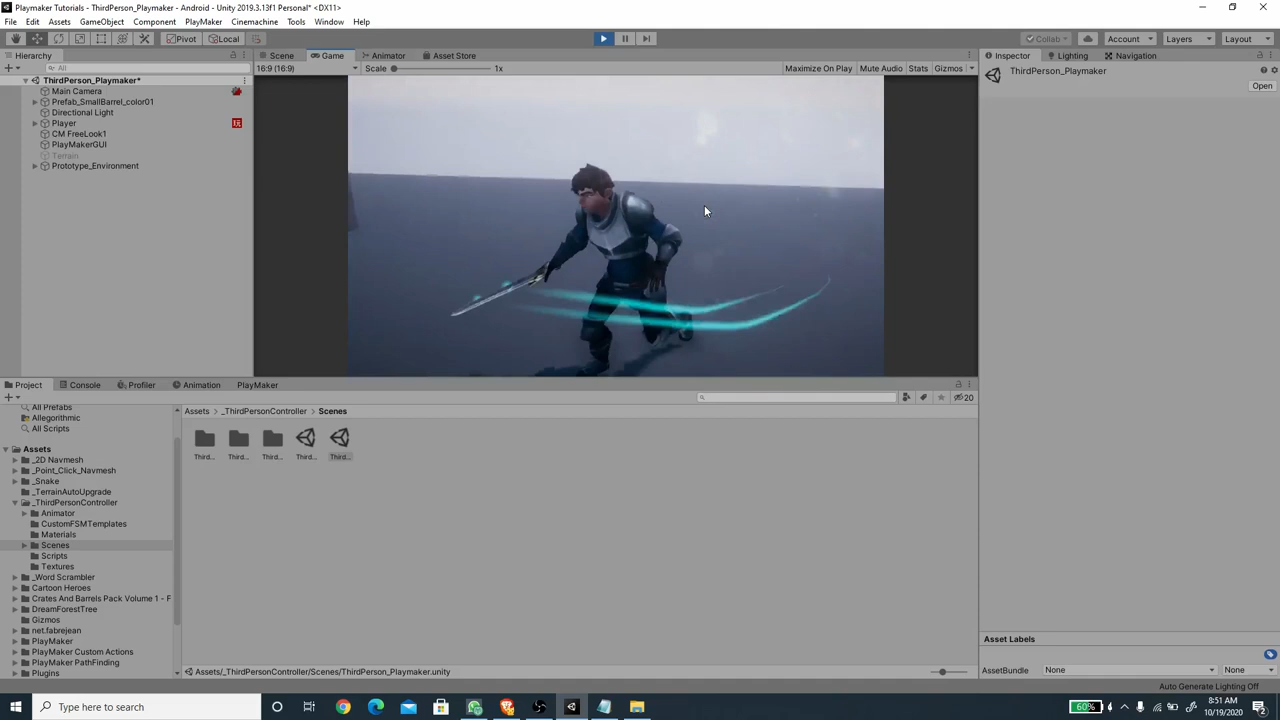 Playmaker Tutorials - ThirdPerson_Playmaker - Android - Unity 2019.3.13f1 Personal* <DX11>
File Edit Assets GameObject Component PlayMaker Cinemachine Tools Window Help
Pivot Local Collab Account Layers Layout
Hierarchy
All
ThirdPerson_Playmaker*
Main Camera
Prefab_SmallBarrel_color01
Directional Light
Player
CM FreeLook1
PlayMakerGUI
Terrain
Prototype_Environment
Scene Game Animator Asset Store
16:9 (16:9) Scale 1x Maximize On Play Mute Audio Stats Gizmos
Inspector Lighting Navigation
ThirdPerson_Playmaker
Open
Project Console Profiler Animation PlayMaker
20
All Prefabs
Allegorithmic
All Scripts
Assets
_2D Navmesh
_Point_Click_Navmesh
_Snake
_TerrainAutoUpgrade
_ThirdPersonController
Animator
CustomFSMTemplates
Materials
Scenes
Scripts
Textures
_Word Scrambler
Cartoon Heroes
Crates And Barrels Pack Volume 1 - F
DreamForestTree
Gizmos
net.fabrejean
PlayMaker
PlayMaker Custom Actions
PlayMaker PathFinding
Plugins
Assets > _ThirdPersonController > Scenes
Third... Third... Third... Third... Third...
Assets/_ThirdPersonController/Scenes/ThirdPerson_Playmaker.unity
Asset Labels
AssetBundle None None
Auto Generate Lighting Off
Type here to search
60%
8:51 AM
10/19/2020
2